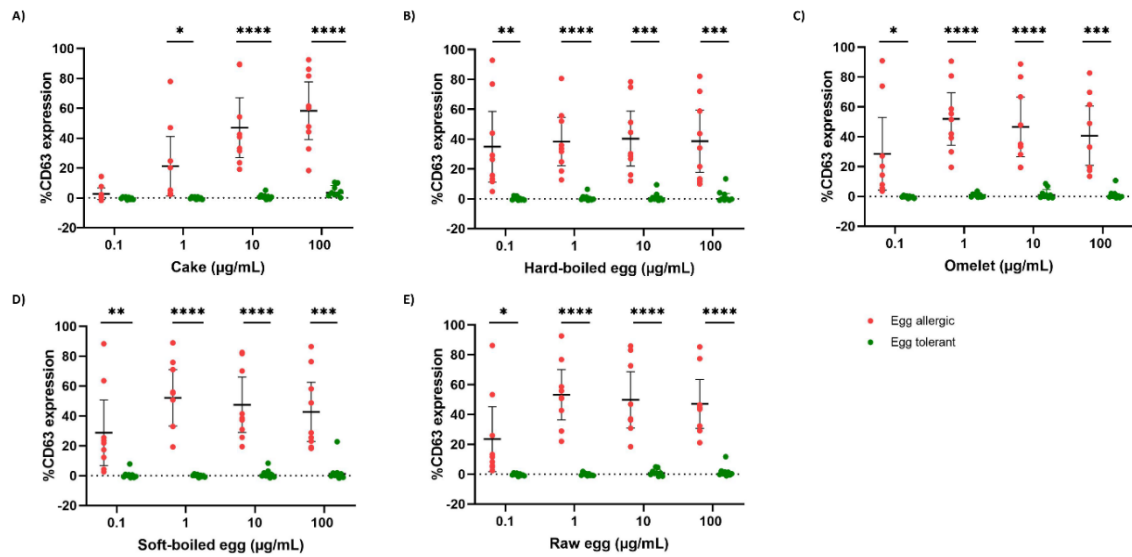 A)
* **** ****
%CD63 expression
100
80
60
40
20
0
-20
0.1 1 10 100
Cake (µg/mL)
B)
** **** *** ***
%CD63 expression
100
80
60
40
20
0
-20
0.1 1 10 100
Hard-boiled egg (µg/mL)
C)
* **** **** ***
%CD63 expression
100
80
60
40
20
0
-20
0.1 1 10 100
Omelet (µg/mL)
D)
** **** **** ***
%CD63 expression
100
80
60
40
20
0
-20
0.1 1 10 100
Soft-boiled egg (µg/mL)
E)
* **** **** ****
%CD63 expression
100
80
60
40
20
0
-20
0.1 1 10 100
Raw egg (µg/mL)
Egg allergic
Egg tolerant